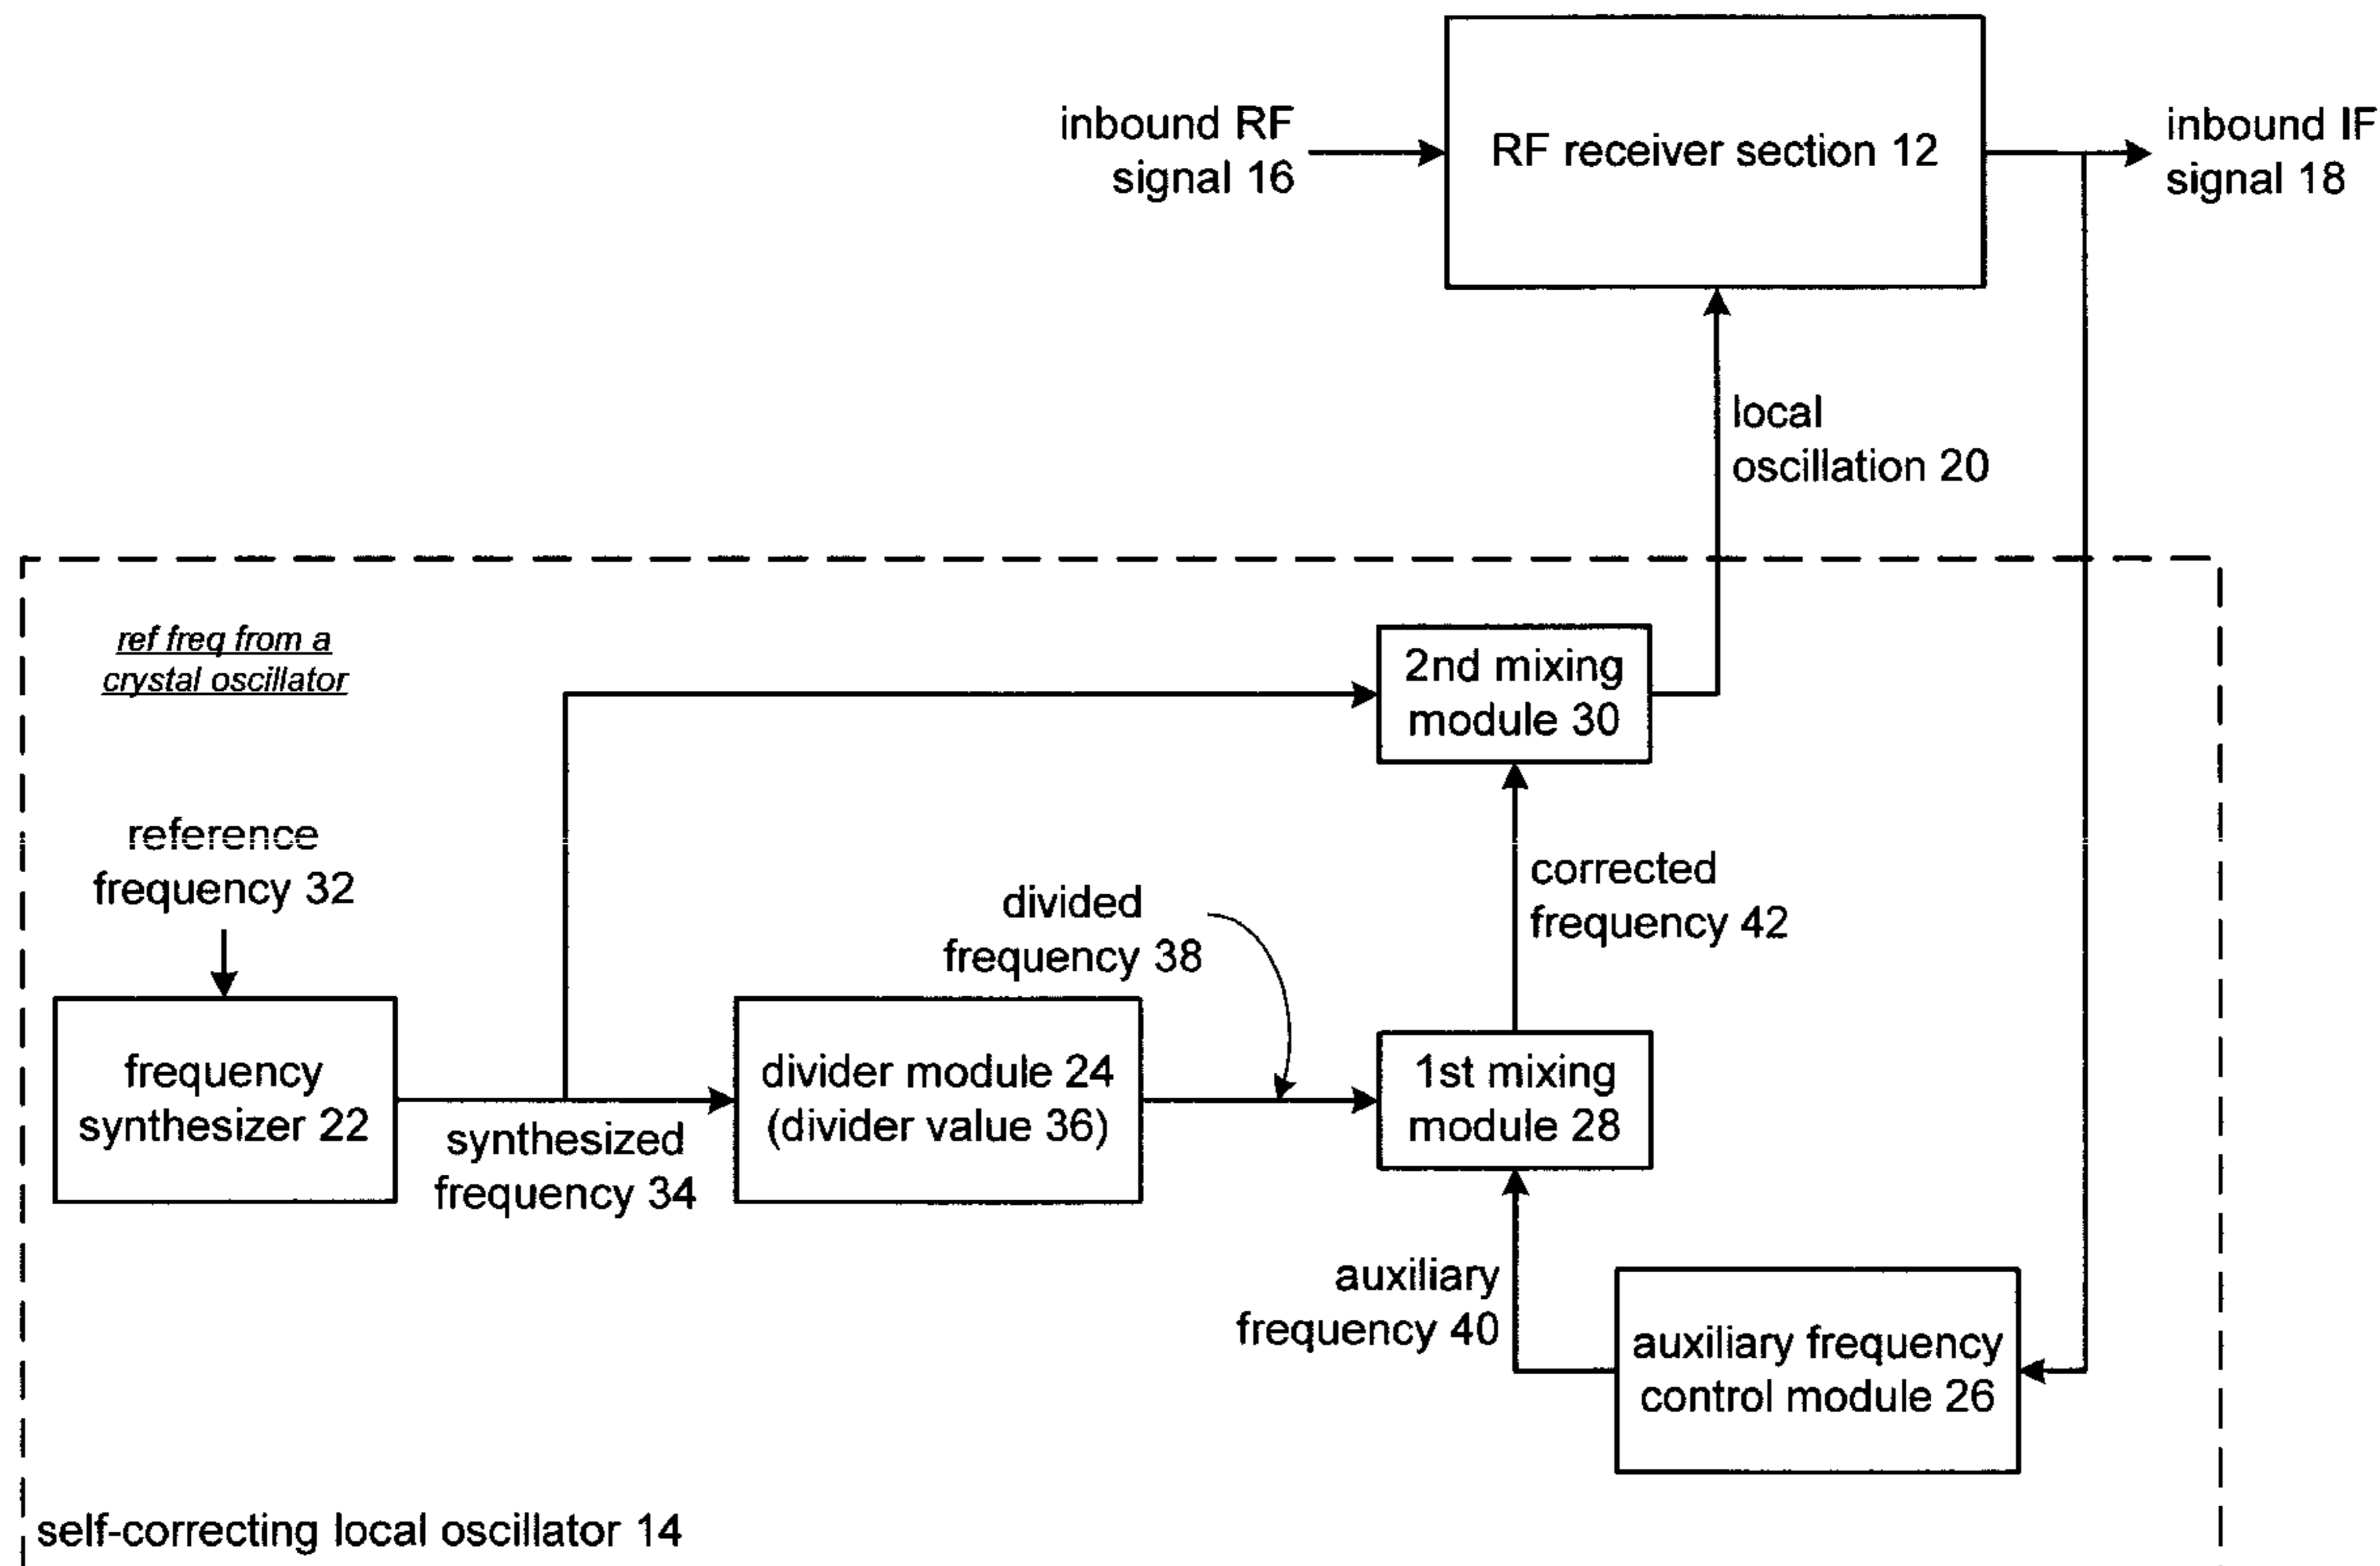 inbound RF
signal 16
RF receiver section 12
inbound IF
signal 18
local
oscillation 20
ref freq from a
crystal oscillator
2nd mixing
module 30
reference
frequency 32
corrected
frequency 42
divided
frequency 38
frequency
synthesizer 22
synthesized
frequency 34
divider module 24
(divider value 36)
1st mixing
module 28
auxiliary
frequency 40
auxiliary frequency
control module 26
self-correcting local oscillator 14